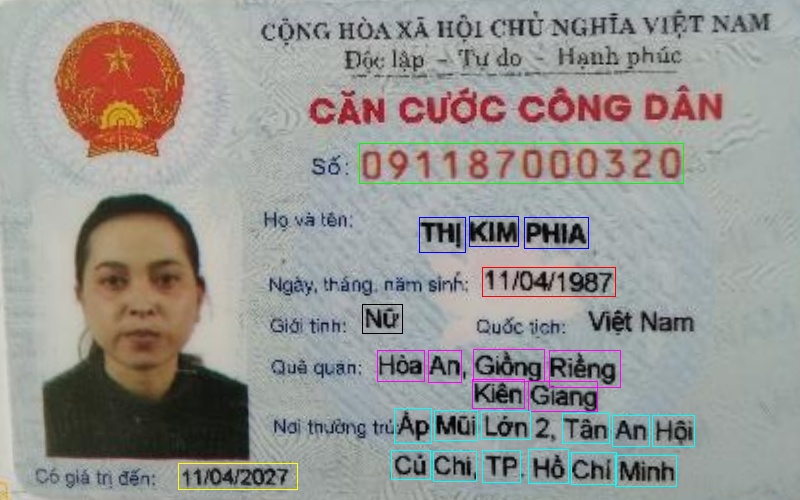 CỘNG HÒA XÃ HỘI CHỦ NGHĨA VIỆT NAM
Độc lập - Tự do - Hạnh phúc
CĂN CƯỚC CÔNG DÂN
Số: 091187000320
Họ và tên: THỊ KIM PHIA
Ngày, tháng, năm sinh: 11/04/1987
Giới tính: Nữ Quốc tịch: Việt Nam
Quê quán: Hòa An, Giồng Riềng
Kiên Giang
Nơi thường trú: Ấp Mũi Lớn 2, Tân An Hội
Củ Chi, TP. Hồ Chí Minh
Có giá trị đến: 11/04/2027